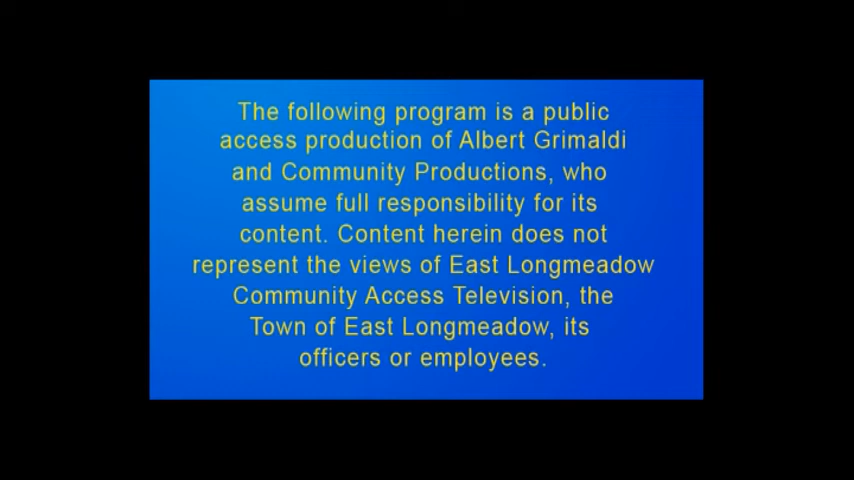 The following program is a public
access production of Albert Grimaldi
and Community Productions, who
assume full responsibility for its
content. Content herein does not
represent the views of East Longmeadow
Community Access Television, the
Town of East Longmeadow, its
officers or employees.